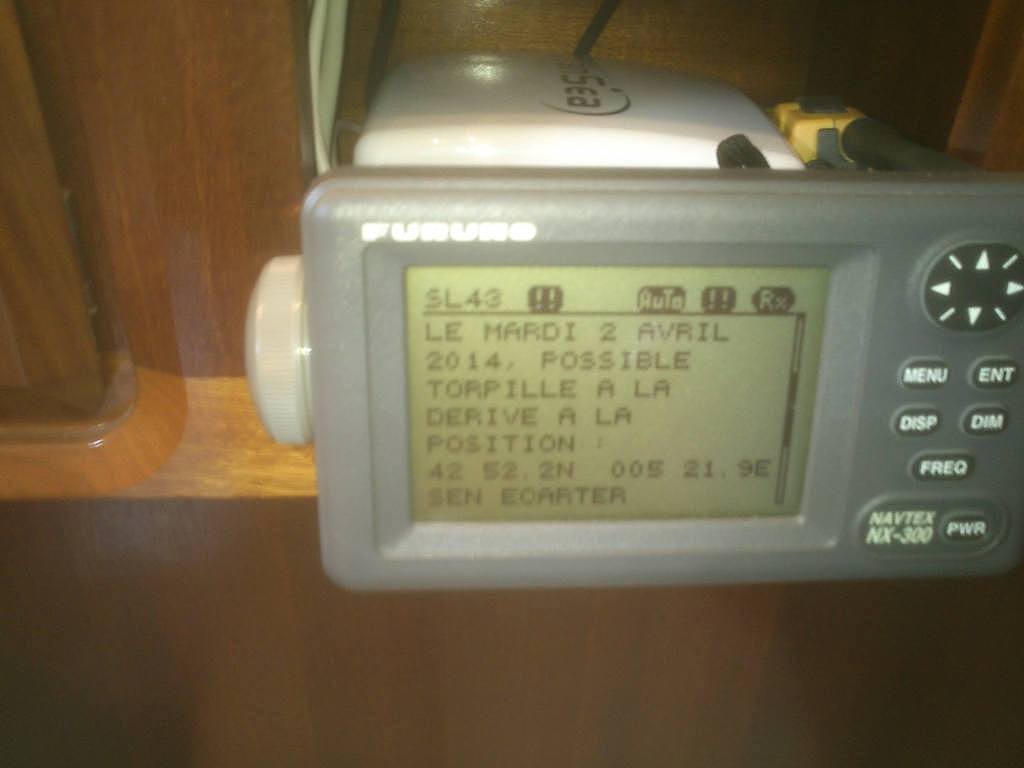 Sea
FURUNO
SL43 !! Auto !! Rx
LE MARDI 2 AVRIL
2014, POSSIBLE
TORPILLE A LA
DERIVE A LA
POSITION :
42 52.2N 005 21.9E
SEN ECARTER
MENU ENT
DISP DIM
FREQ
NAVTEX
NX-300 PWR